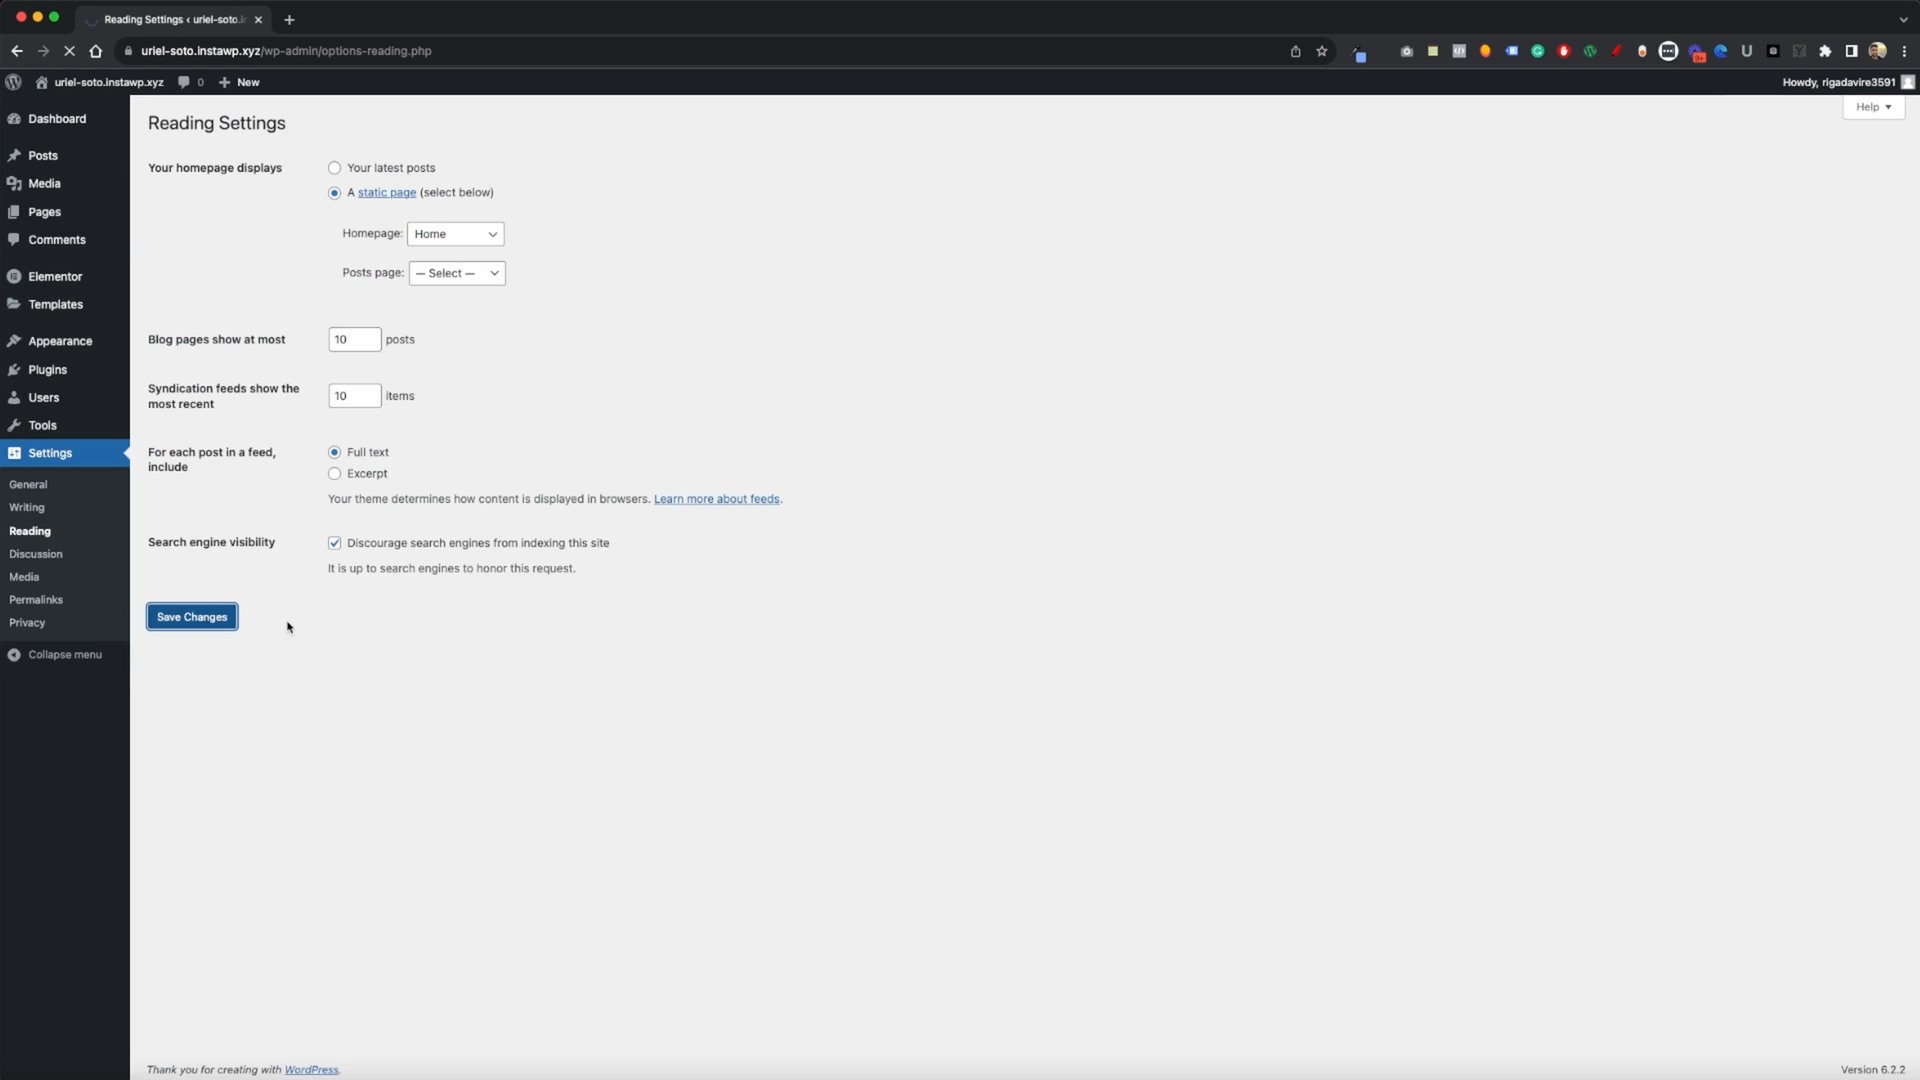 Reading Settings ‹ uriel-soto.in
uriel-soto.instawp.xyz/wp-admin/options-reading.php
9+
uriel-soto.instawp.xyz 0 New
Howdy, rigadavire3591
Help
Dashboard
Posts
Media
Pages
Comments
Elementor
Templates
Appearance
Plugins
Users
Tools
Settings
General
Writing
Reading
Discussion
Media
Permalinks
Privacy
Collapse menu
Reading Settings
Your homepage displays
Your latest posts
A static page (select below)
Homepage: Home
Posts page: — Select —
Blog pages show at most
10 posts
Syndication feeds show the
most recent
10 items
For each post in a feed,
include
Full text
Excerpt
Your theme determines how content is displayed in browsers. Learn more about feeds.
Search engine visibility
Discourage search engines from indexing this site
It is up to search engines to honor this request.
Save Changes
Thank you for creating with WordPress.
Version 6.2.2